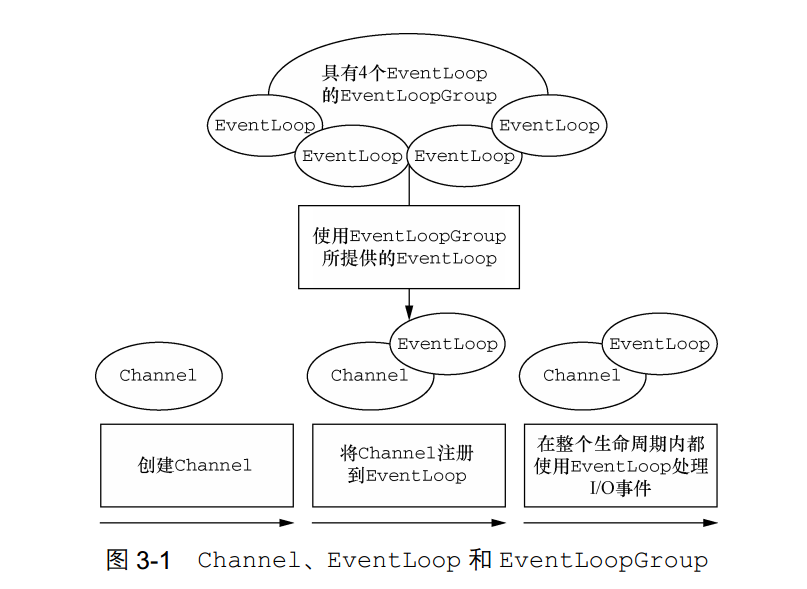 具有4个EventLoop
的EventLoopGroup
EventLoop
EventLoop
EventLoop
EventLoop
使用EventLoopGroup
所提供的EventLoop
Channel
Channel
EventLoop
Channel
EventLoop
创建Channel
将Channel注册
到EventLoop
在整个生命周期内都
使用EventLoop处理
I/O事件
图 3-1 Channel、EventLoop 和 EventLoopGroup